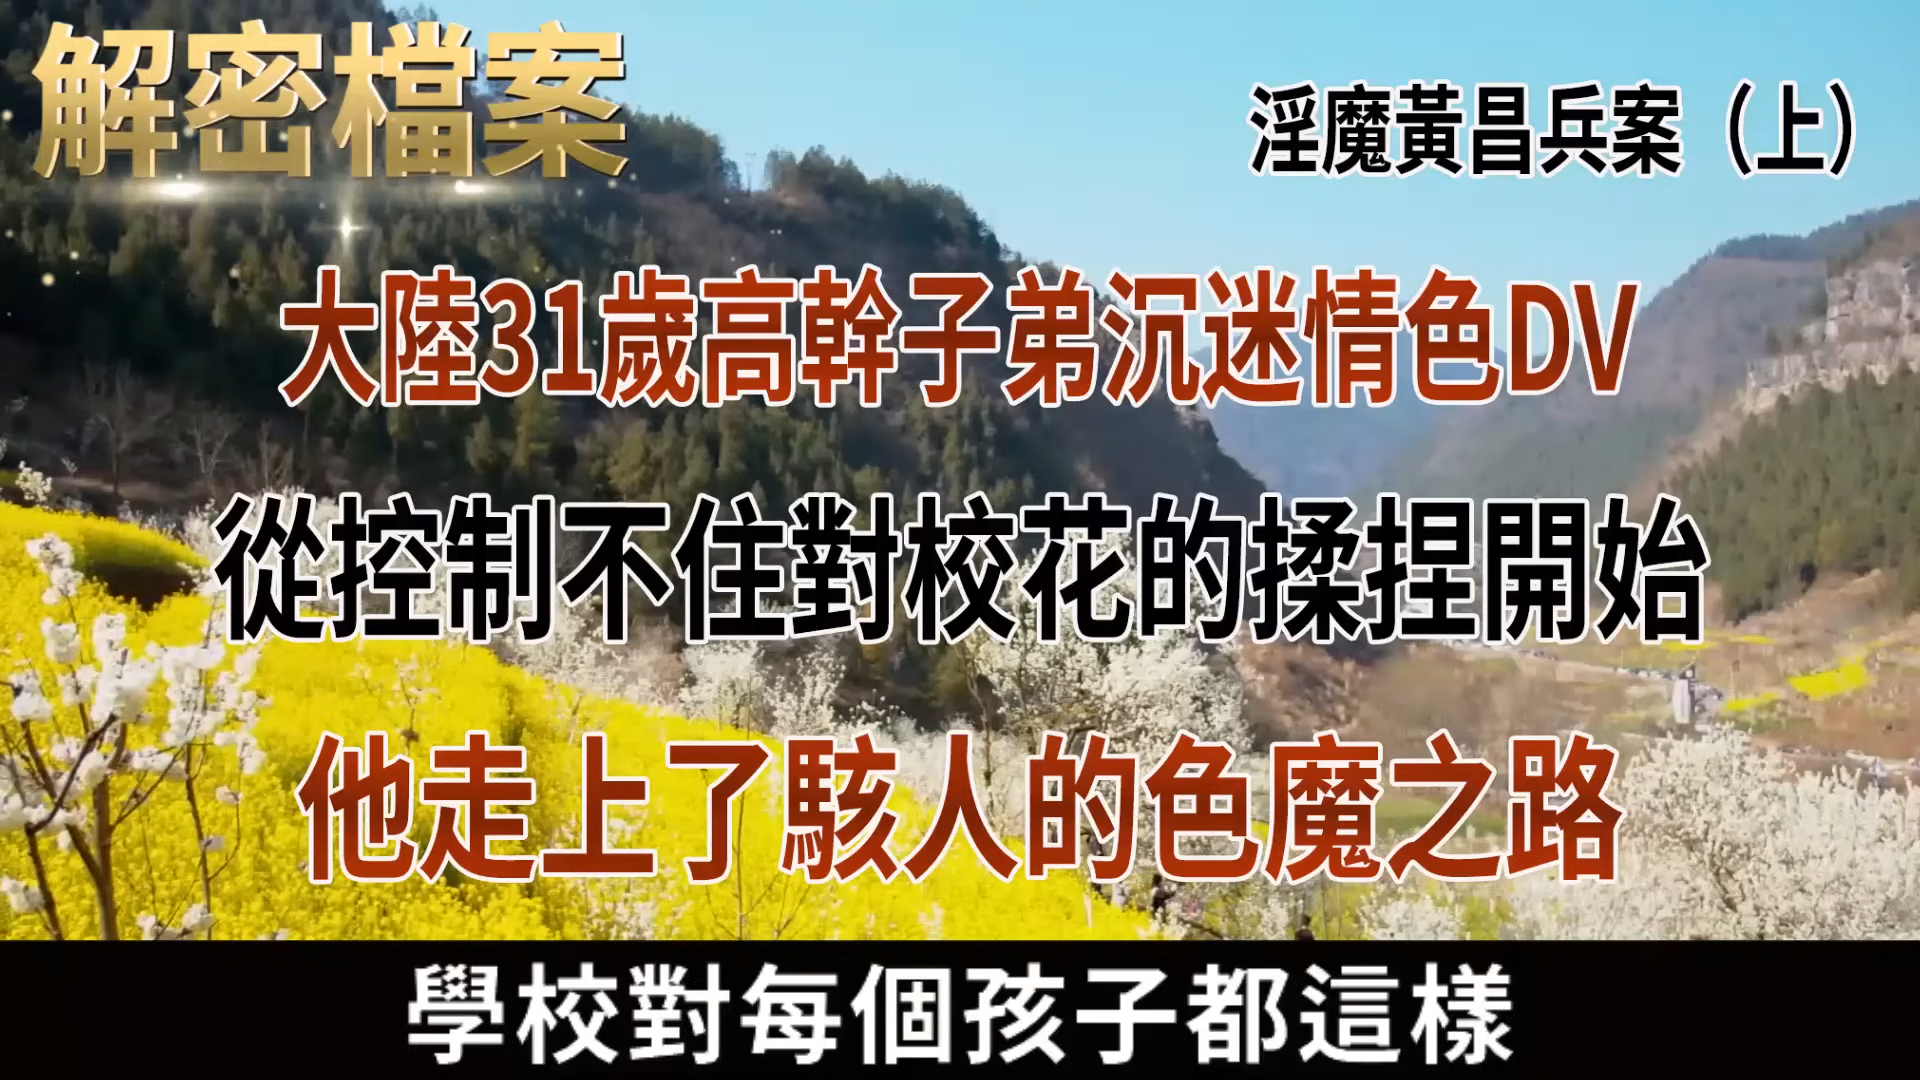 解密檔案
淫魔黃昌兵案（上）
大陸31歲高幹子弟沉迷情色DV
從控制不住對校花的揉捏開始
他走上了駭人的色魔之路
學校對每個孩子都這樣